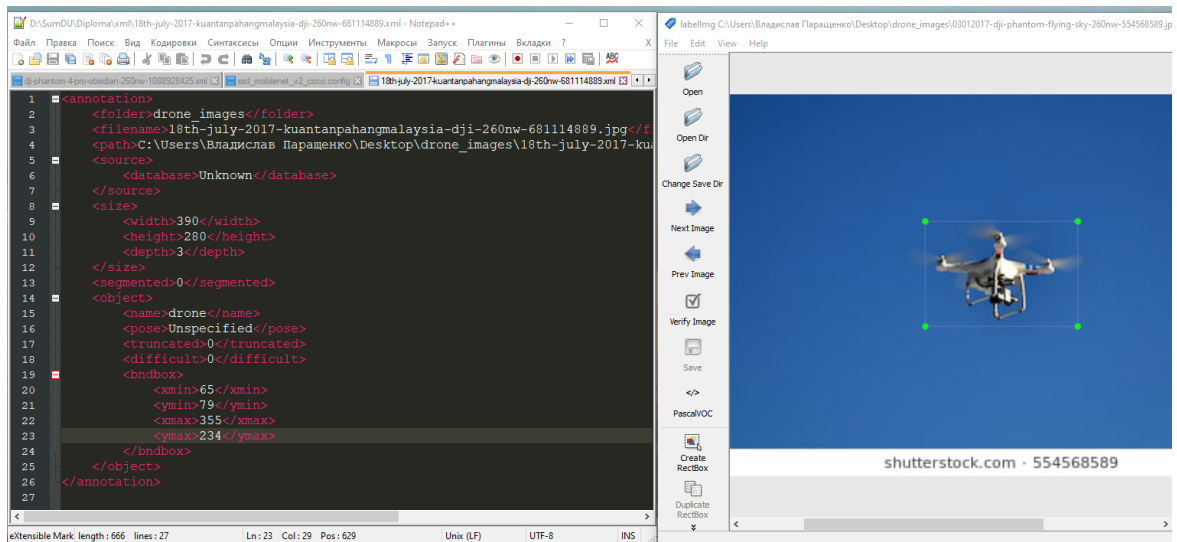 D:\SumDU\Diploma\xml\18th-july-2017-kuantanpahangmalaysia-dji-260nw-681114889.xml - Notepad++
Файл Правка Поиск Вид Кодировки Синтаксисы Опции Инструменты Макросы Запуск Плагины Вкладки ? X
dji-phantom-4-pro-obsidian-260nw-1088928425.xml ssd_mobilenet_v2_coco.config 18th-july-2017-kuantanpahangmalaysia-dji-260nw-681114889.xml
1 <annotation>
2 <folder>drone_images</folder>
3 <filename>18th-july-2017-kuantanpahangmalaysia-dji-260nw-681114889.jpg</f
4 <path>C:\Users\Владислав Паращенко\Desktop\drone_images\18th-july-2017-kua
5 <source>
6 <database>Unknown</database>
7 </source>
8 <size>
9 <width>390</width>
10 <height>280</height>
11 <depth>3</depth>
12 </size>
13 <segmented>0</segmented>
14 <object>
15 <name>drone</name>
16 <pose>Unspecified</pose>
17 <truncated>0</truncated>
18 <difficult>0</difficult>
19 <bndbox>
20 <xmin>65</xmin>
21 <ymin>79</ymin>
22 <xmax>355</xmax>
23 <ymax>234</ymax>
24 </bndbox>
25 </object>
26 </annotation>
27
eXtensible Mark length : 666 lines : 27 Ln : 23 Col : 29 Pos : 629 Unix (LF) UTF-8 INS
labelImg C:\Users\Владислав Паращенко\Desktop\drone_images\03012017-dji-phantom-flying-sky-260nw-554568589.jp
File Edit View Help
Open
Open Dir
Change Save Dir
Next Image
Prev Image
Verify Image
Save
</>
PascalVOC
Create
RectBox
Duplicate
RectBox
shutterstock.com · 554568589